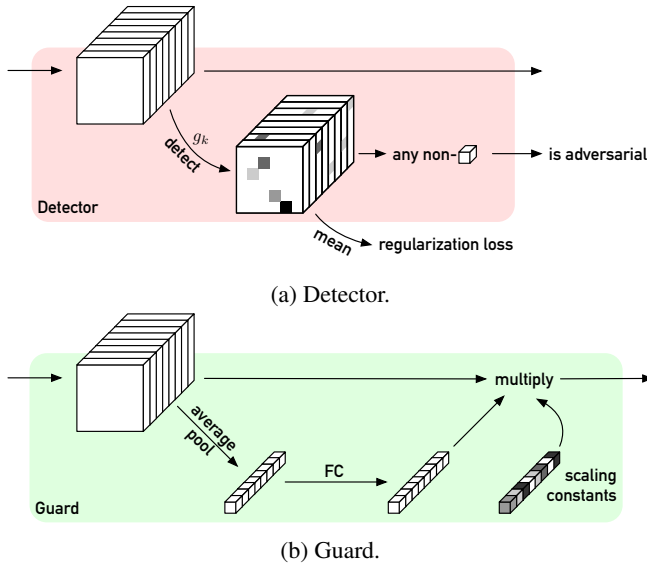 g_k
detect
any non-
is adversarial
Detector
mean
regularization loss
(a) Detector.
multiply
average
pool
FC
scaling
constants
Guard
(b) Guard.